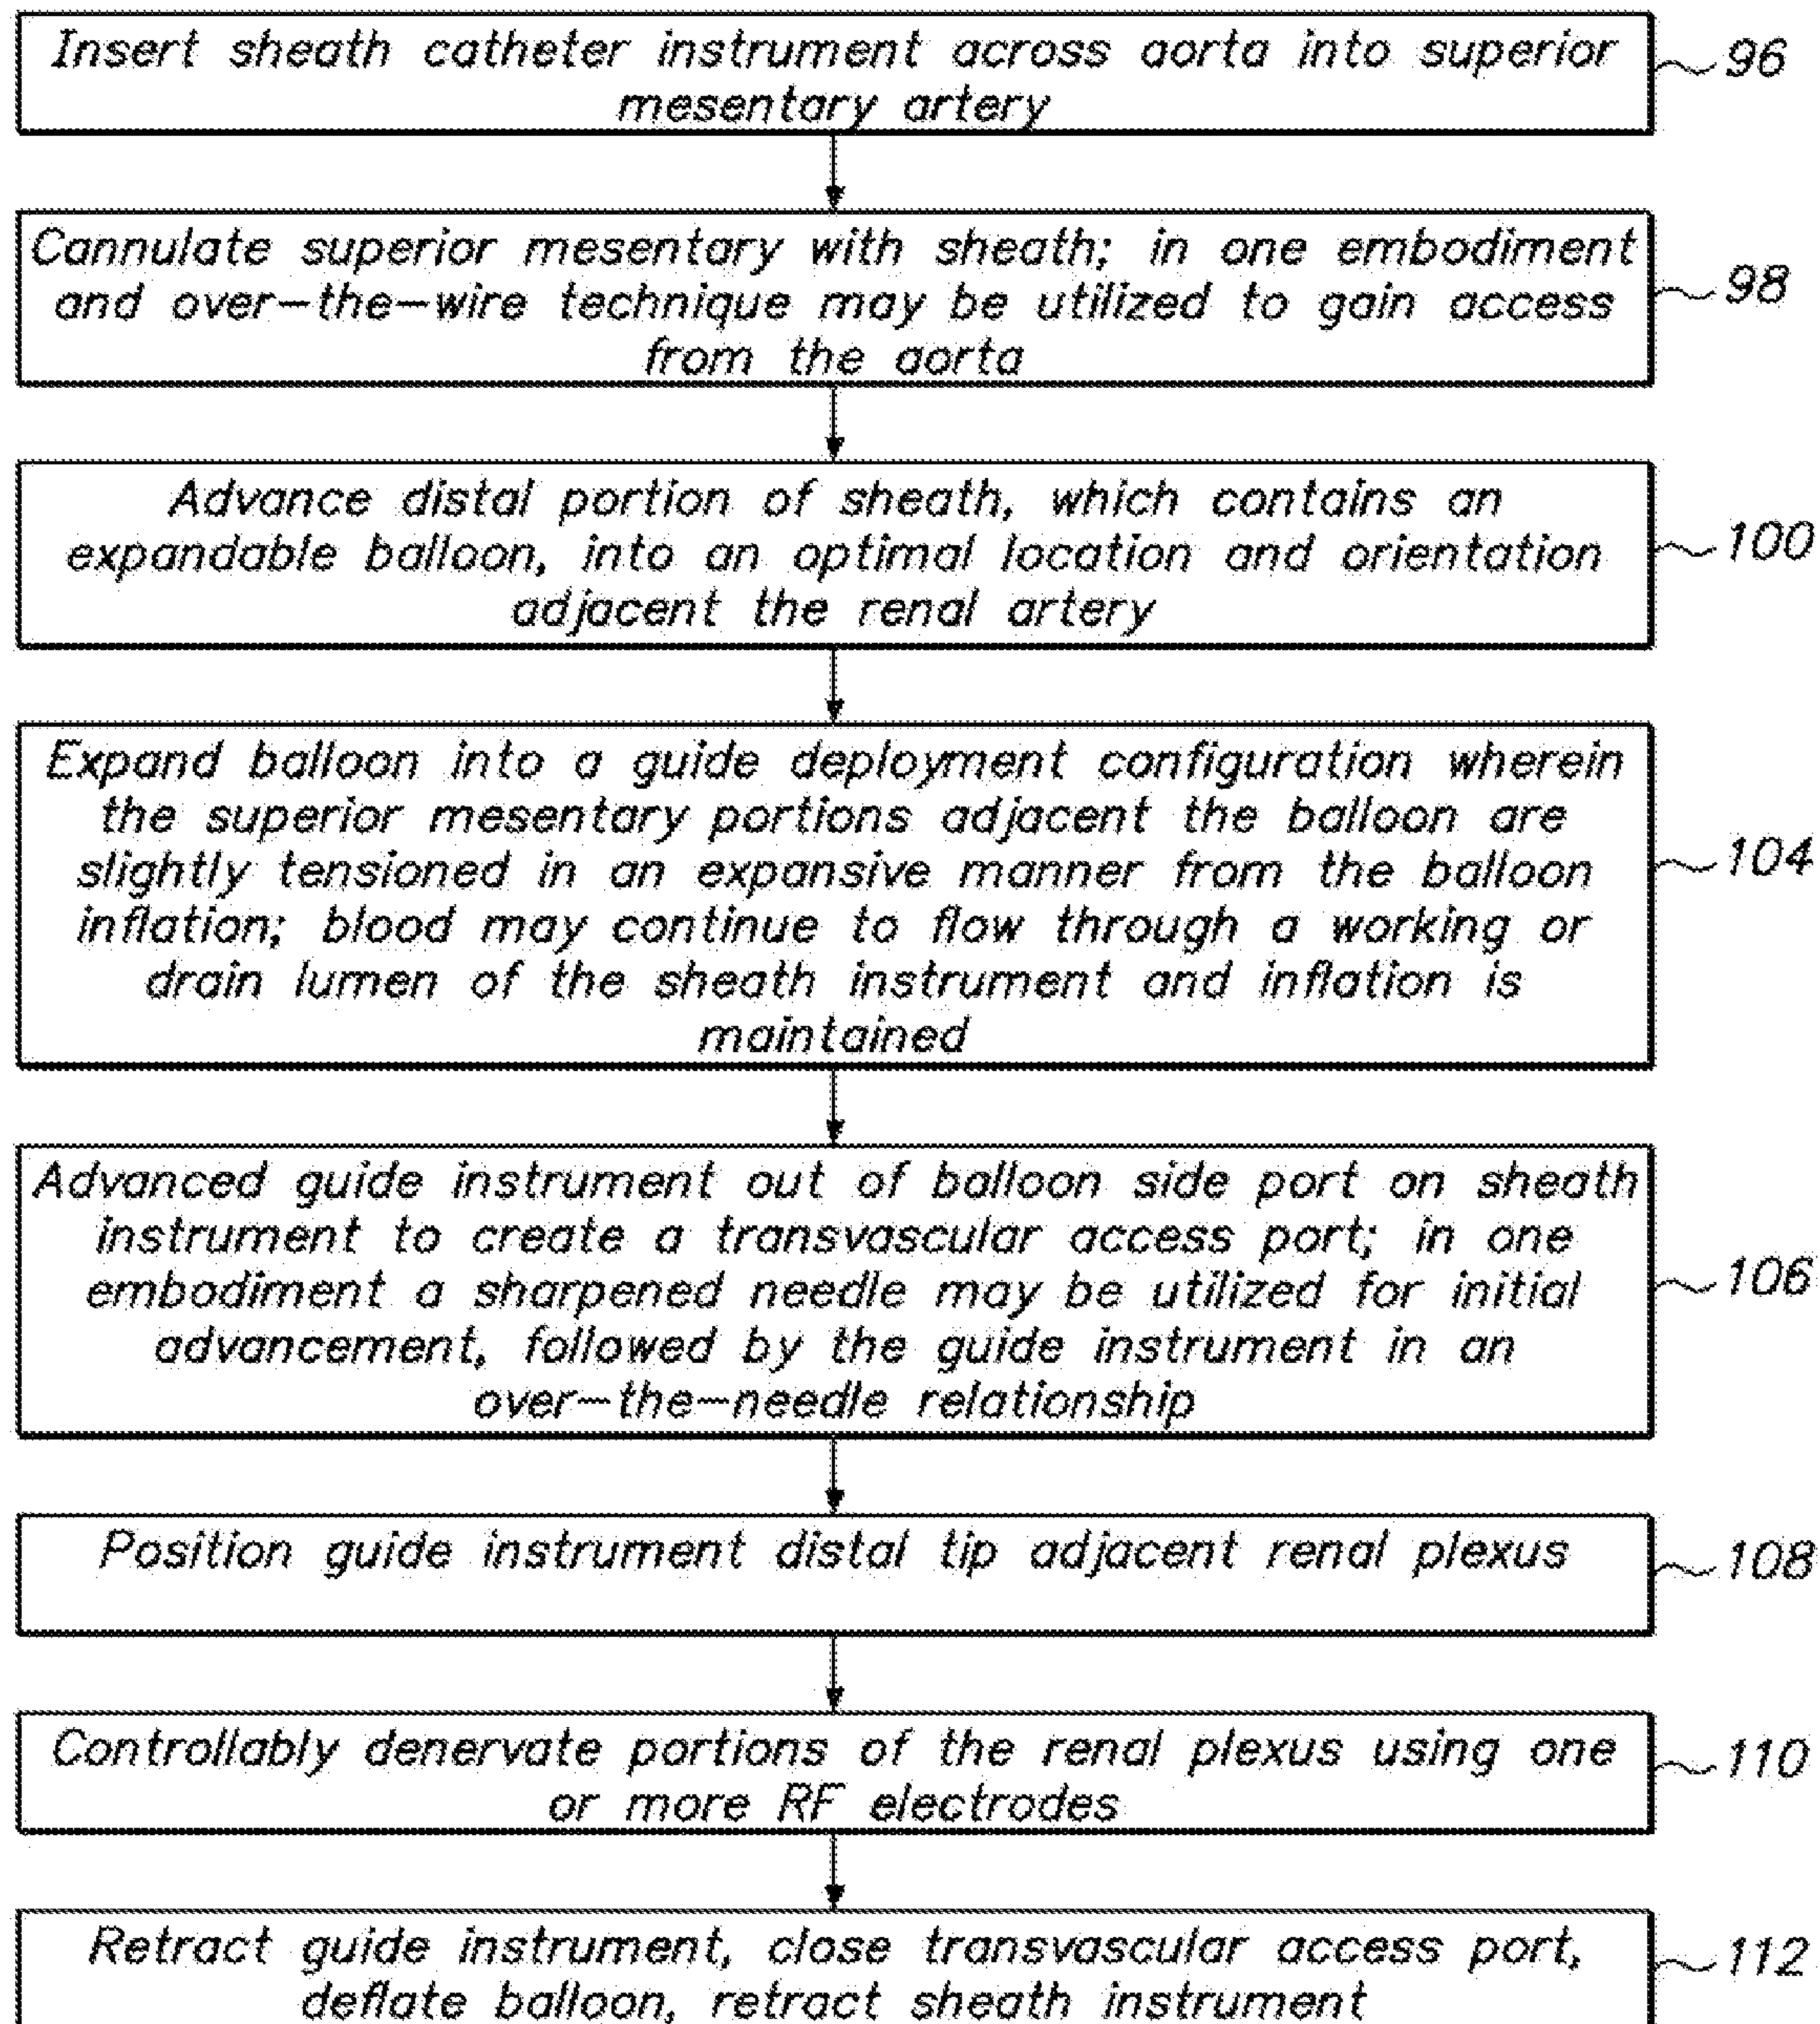 Insert sheath catheter instrument across aorta into superior
mesentary artery
96
Cannulate superior mesentary with sheath; in one embodiment
and over-the-wire technique may be utilized to gain access
from the aorta
98
Advance distal portion of sheath, which contains an
expandable balloon, into an optimal location and orientation
adjacent the renal artery
100
Expand balloon into a guide deployment configuration wherein
the superior mesentary portions adjacent the balloon are
slightly tensioned in an expansive manner from the balloon
inflation; blood may continue to flow through a working or
drain lumen of the sheath instrument and inflation is
maintained
104
Advanced guide instrument out of balloon side port on sheath
instrument to create a transvascular access port; in one
embodiment a sharpened needle may be utilized for initial
advancement, followed by the guide instrument in an
over-the-needle relationship
106
Position guide instrument distal tip adjacent renal plexus
108
Controllably denervate portions of the renal plexus using one
or more RF electrodes
110
Retract guide instrument, close transvascular access port,
deflate balloon, retract sheath instrument
112